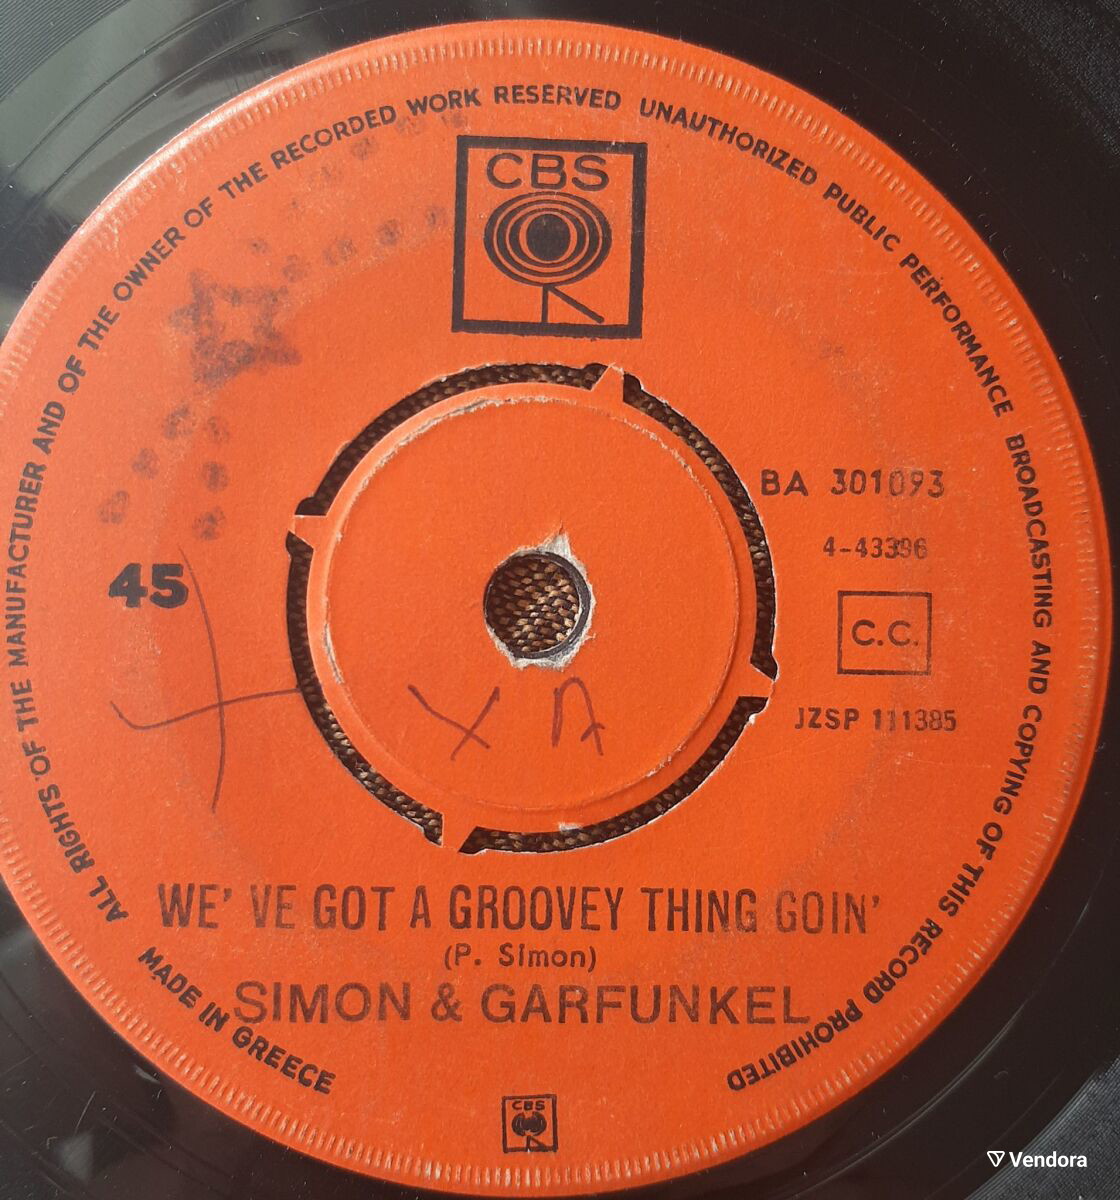 ALL RIGHTS OF THE MANUFACTURER AND OF THE OWNER OF THE RECORDED WORK RESERVED UNAUTHORIZED PUBLIC PERFORMANCE BROADCASTING AND COPYING OF THIS RECORD PROHIBITED
CBS
BA 301093
4-43396
45
C.C.
JZSP 111385
X A
WE' VE GOT A GROOVEY THING GOIN'
(P. Simon)
SIMON & GARFUNKEL
MADE IN GREECE
CBS
Vendora